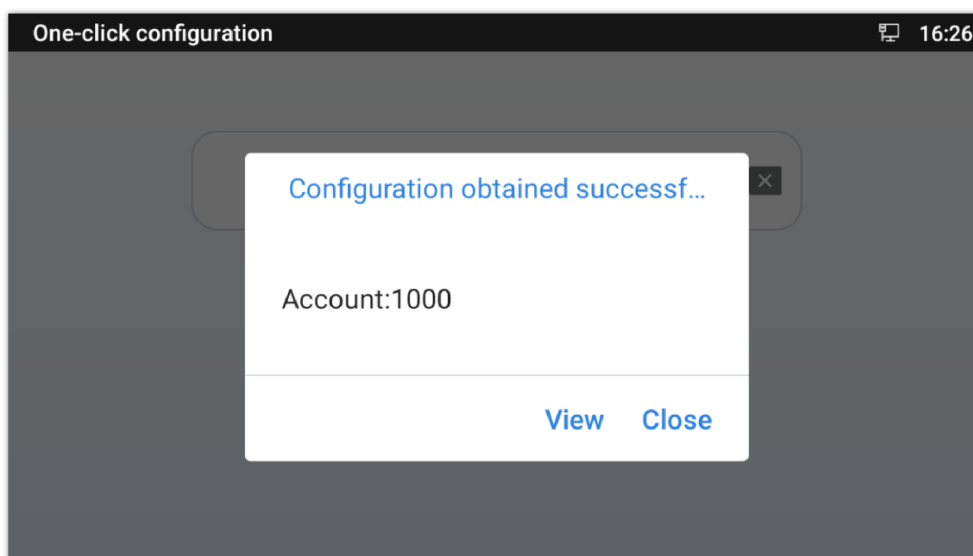 One-click configuration 16:26
Configuration obtained successf...
Account:1000
View Close